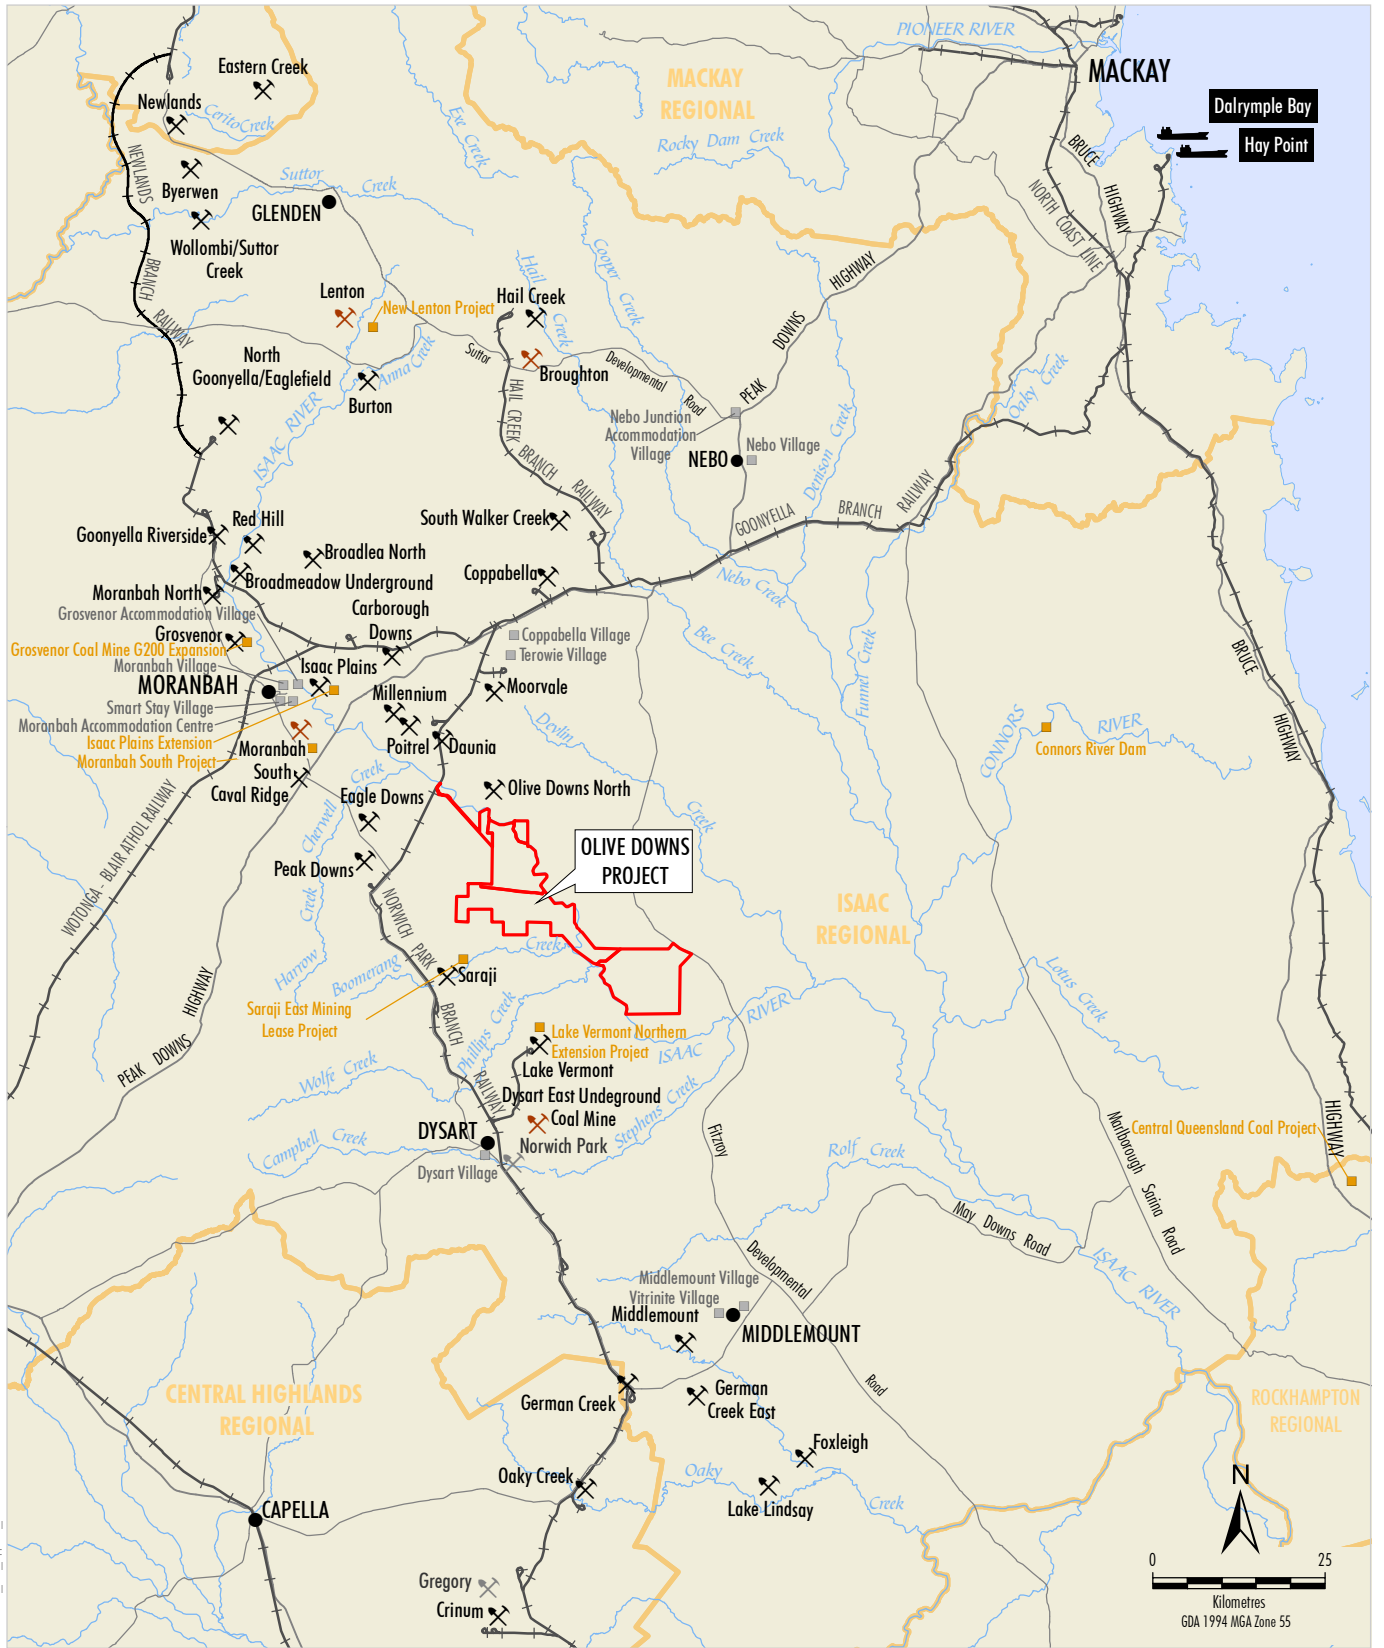 PIONEER RIVER
MACKAY
Eastern Creek
MACKAY
REGIONAL
Newlands
Cerito Creek
Exe Creek
Dalrymple Bay
Hay Point
Rocky Dam Creek
BRUCE
HIGHWAY
NEWLANDS
BRANCH
RAILWAY
Byerwen
Suttor
Creek
GLENDEN
NORTH COAST LINE
Wollombi/Suttor
Creek
Hail
Creek
Cooper
Creek
PEAK
DOWNS
HIGHWAY
Lenton
New Lenton Project
Hail Creek
North
Goonyella/Eaglefield
Anna Creek
Suttor
Developmental
Road
Broughton
Burton
Oaky Creek
HAIL CREEK
BRANCH
RAILWAY
Nebo Junction
Accommodation
Village
NEBO
Nebo Village
Denison Creek
ISAAC RIVER
South Walker Creek
GOONYELLA
BRANCH
RAILWAY
Red Hill
Goonyella Riverside
Broadlea North
Broadmeadow Underground
Coppabella
Nebo Creek
Moranbah North
Carborough
Downs
Grosvenor Accommodation Village
Grosvenor
Grosvenor Coal Mine G200 Expansion
Coppabella Village
Terowie Village
Bee Creek
Funnel Creek
BRUCE
HIGHWAY
Moranbah Village
Isaac Plains
MORANBAH
Moorvale
Millennium
Smart Stay Village
Moranbah Accommodation Centre
Isaac Plains Extension
Moranbah South Project
Moranbah
South
Poitrel
Daunia
Devlin
Creek
CONNORS
RIVER
Connors River Dam
Caval Ridge
Cherwell
Creek
Eagle Downs
Olive Downs North
OLIVE DOWNS
PROJECT
Peak Downs
WOTONGA - BLAIR ATHOL RAILWAY
NORWICH PARK
BRANCH
RAILWAY
ISAAC
REGIONAL
Harrow
Creek
Boomerang
Creek
Saraji
Lotus Creek
PEAK DOWNS HIGHWAY
Saraji East Mining
Lease Project
Phillips Creek
ISAAC
RIVER
Lake Vermont Northern
Extension Project
Lake Vermont
Wolfe Creek
Dysart East Undeground
Coal Mine
Stephens Creek
DYSART
Norwich Park
Campbell Creek
Dysart Village
Fitzroy
Developmental
Road
Rolf Creek
Marlborough Sarina Road
HIGHWAY
Central Queensland Coal Project
May Downs Road
ISAAC RIVER
Middlemount Village
Vitrinite Village
Middlemount
MIDDLEMOUNT
CENTRAL HIGHLANDS
REGIONAL
German Creek
German
Creek East
ROCKHAMPTON
REGIONAL
Foxleigh
Oaky Creek
Oaky
Creek
Lake Lindsay
CAPELLA
N
0
25
Kilometres
GDA 1994 MGA Zone 55
Gregory
Crinum